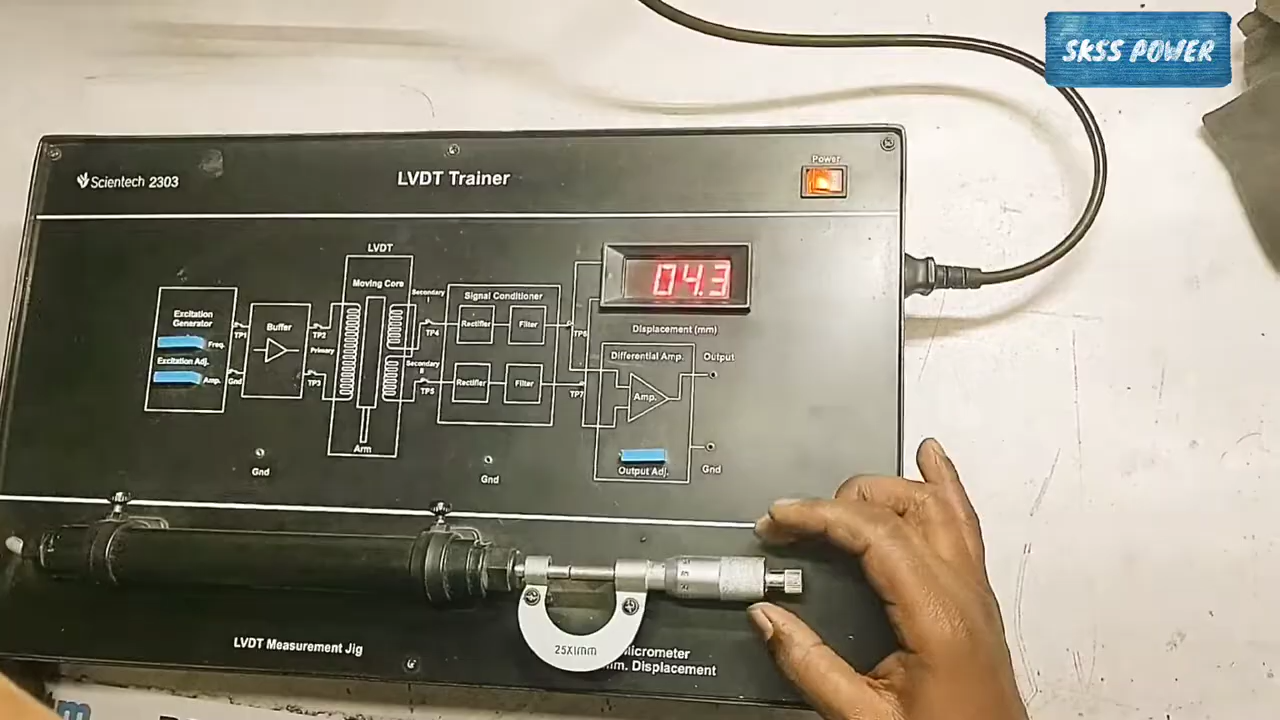 SKSS POWER
Scientech 2303
LVDT Trainer
Power
LVDT
Moving Core
Secondary
I
TP4
Signal Conditioner
Rectifier
Filter
TP6
04.3
Displacement (mm)
Excitation
Generator
Freq.
Excitation Adj.
Amp.
TP1
Gnd
Buffer
TP2
Primary
TP3
Secondary
II
TP5
Rectifier
Filter
TP7
Differential Amp.
Output
Amp.
Output Adj.
Gnd
Arm
Gnd
Gnd
LVDT Measurement Jig
25X1mm
Micrometer
mm. Displacement